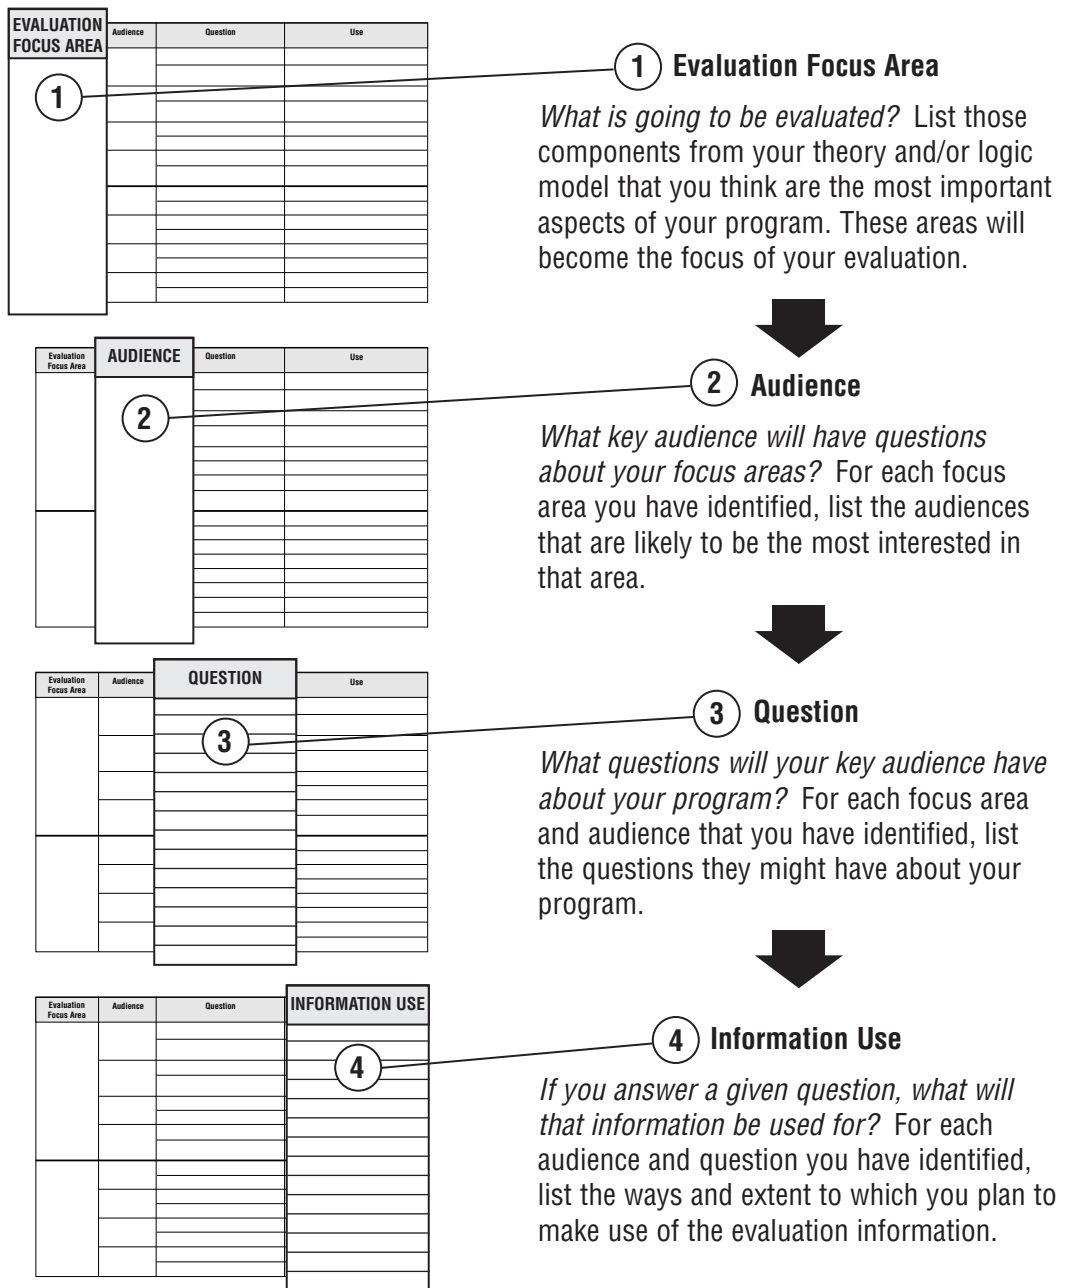 EVALUATION
FOCUS AREA
Audience
Question
Use
1
1 Evaluation Focus Area
What is going to be evaluated? List those
components from your theory and/or logic
model that you think are the most important
aspects of your program. These areas will
become the focus of your evaluation.
Evaluation
Focus Area
AUDIENCE
Question
Use
2
2 Audience
What key audience will have questions
about your focus areas? For each focus
area you have identified, list the audiences
that are likely to be the most interested in
that area.
Evaluation
Focus Area
Audience
QUESTION
Use
3
3 Question
What questions will your key audience have
about your program? For each focus area
and audience that you have identified, list
the questions they might have about your
program.
Evaluation
Focus Area
Audience
Question
INFORMATION USE
4
4 Information Use
If you answer a given question, what will
that information be used for? For each
audience and question you have identified,
list the ways and extent to which you plan to
make use of the evaluation information.